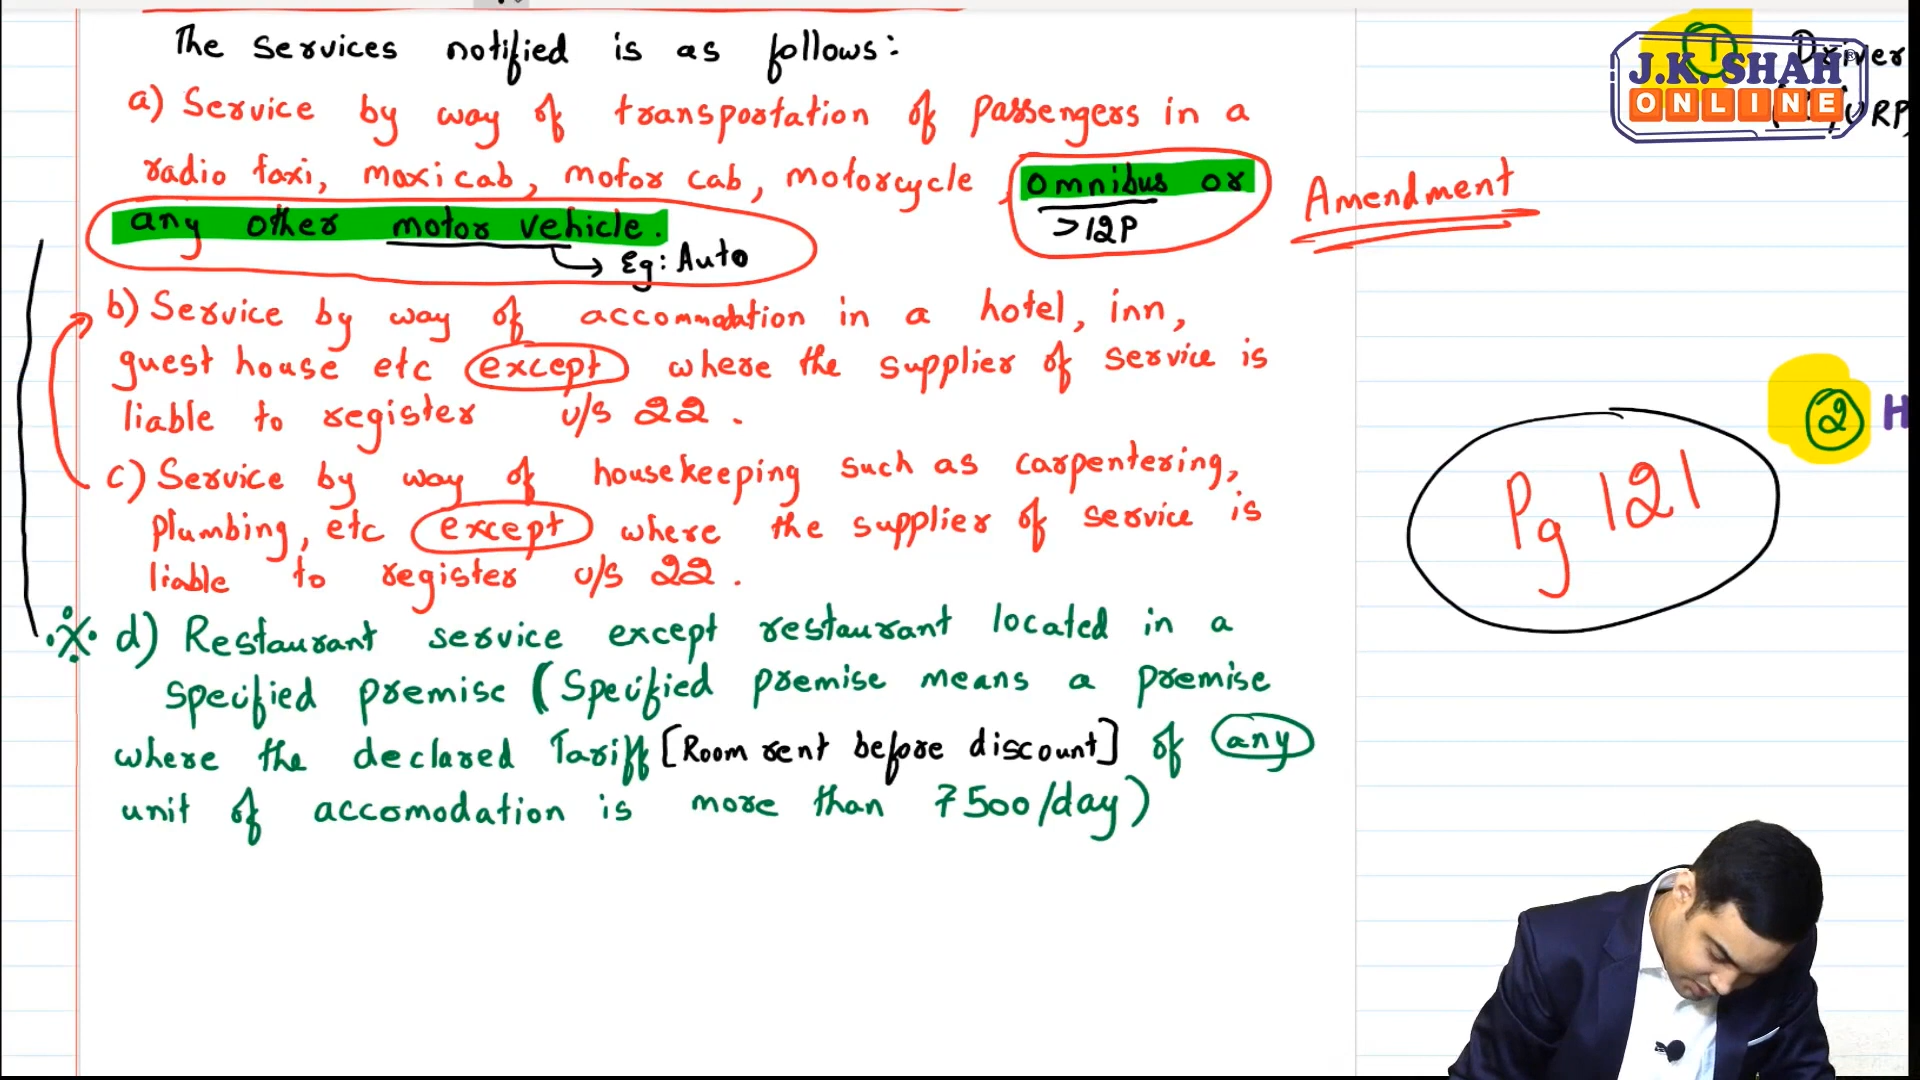 The services notified is as follows:
a) Service by way of transportation of passengers in a
radio taxi, maxicab, motor cab, motorcycle, omnibus or
>12P
Amendment
any other motor vehicle.
Eg: Auto
b) Service by way of accommodation in a hotel, inn,
guest house etc except where the supplier of service is
liable to register u/s 22.
c) Service by way of housekeeping such as carpentering,
plumbing, etc except where the supplier of service is
liable to register u/s 22.
d) Restaurant service except restaurant located in a
specified premise (Specified premise means a premise
where the declared Tariff [Room rent before discount] of any
unit of accomodation is more than 7500/day)
1 Driver
J.K. SHAH®
ONLINE
URP,
2 H
Pg 121